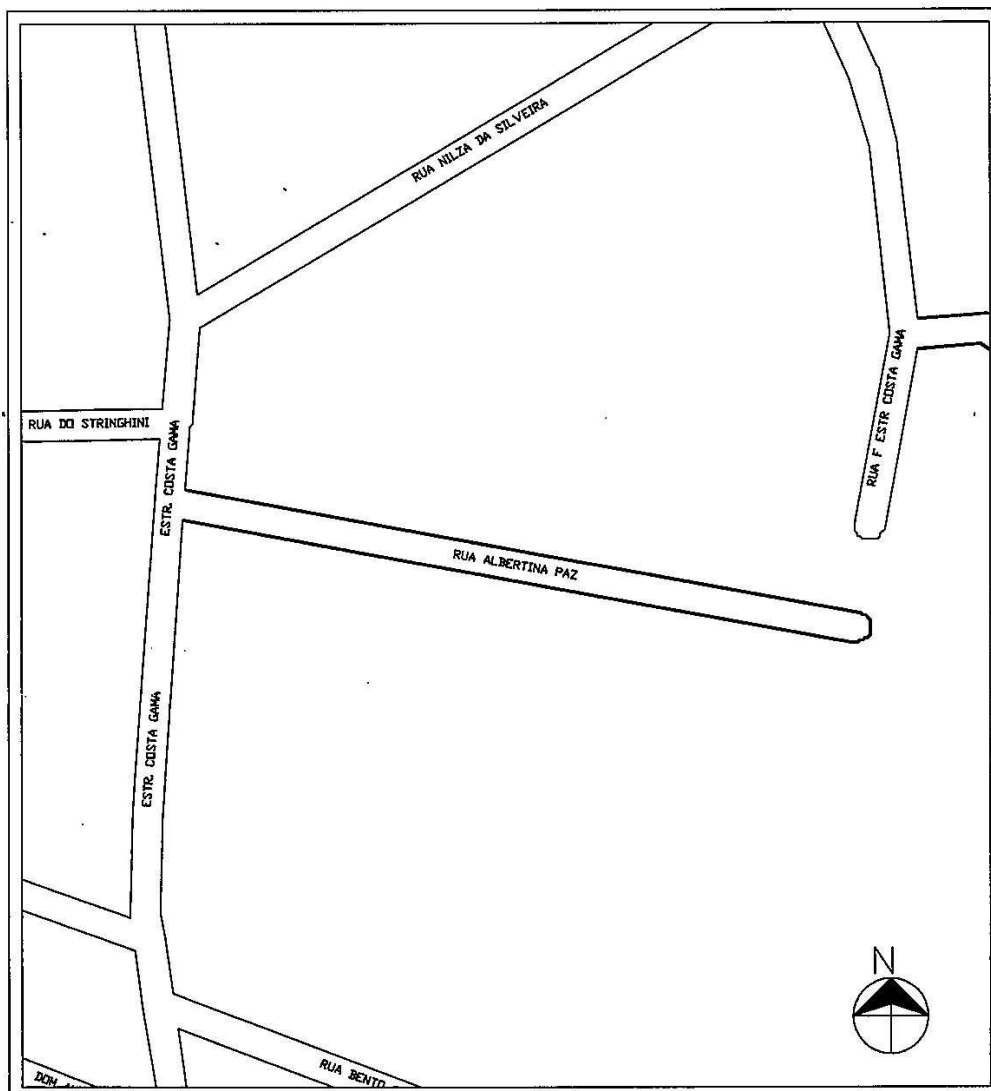 RUA NILZA DA SILVEIRA
RUA DO STRINGHINI
ESTR. COSTA GAMA
RUA F ESTR COSTA GAMA
RUA ALBERTINA PAZ
ESTR. COSTA GAMA
N
RUA BENTO
DOM